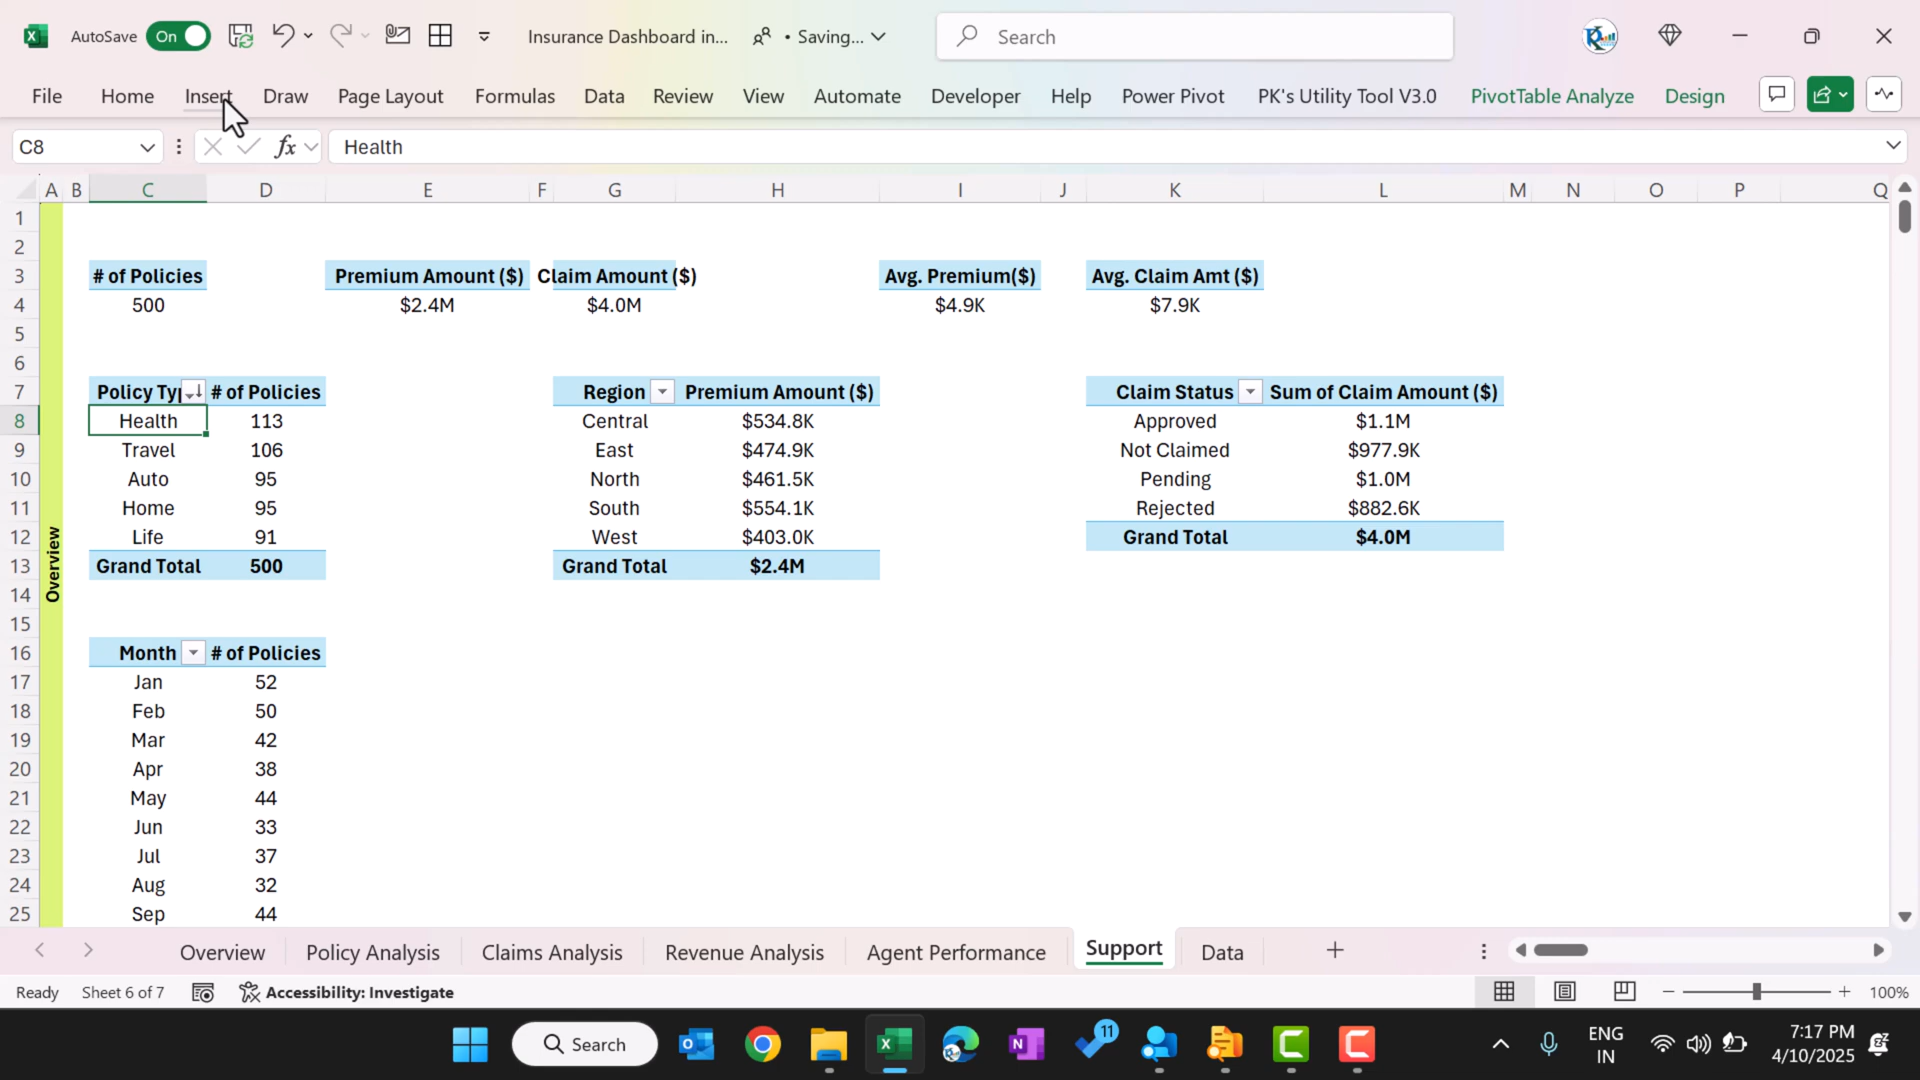 AutoSave On Insurance Dashboard in... • Saving... Search
File Home Insert Draw Page Layout Formulas Data Review View Automate Developer Help Power Pivot PK's Utility Tool V3.0 PivotTable Analyze Design
C8 fx Health
A B C D E F G H I J K L M N O P Q
1
2
3 # of Policies Premium Amount ($) Claim Amount ($) Avg. Premium($) Avg. Claim Amt ($)
4 500 $2.4M $4.0M $4.9K $7.9K
5
6
7 Policy Ty # of Policies Region Premium Amount ($) Claim Status Sum of Claim Amount ($)
8 Health 113 Central $534.8K Approved $1.1M
9 Travel 106 East $474.9K Not Claimed $977.9K
10 Auto 95 North $461.5K Pending $1.0M
11 Home 95 South $554.1K Rejected $882.6K
12 Life 91 West $403.0K Grand Total $4.0M
13 Grand Total 500 Grand Total $2.4M
Overview
14
15
16 Month # of Policies
17 Jan 52
18 Feb 50
19 Mar 42
20 Apr 38
21 May 44
22 Jun 33
23 Jul 37
24 Aug 32
25 Sep 44
Overview Policy Analysis Claims Analysis Revenue Analysis Agent Performance Support Data
Ready Sheet 6 of 7 Accessibility: Investigate 100%
Search 11 ENG 7:17 PM
IN 4/10/2025